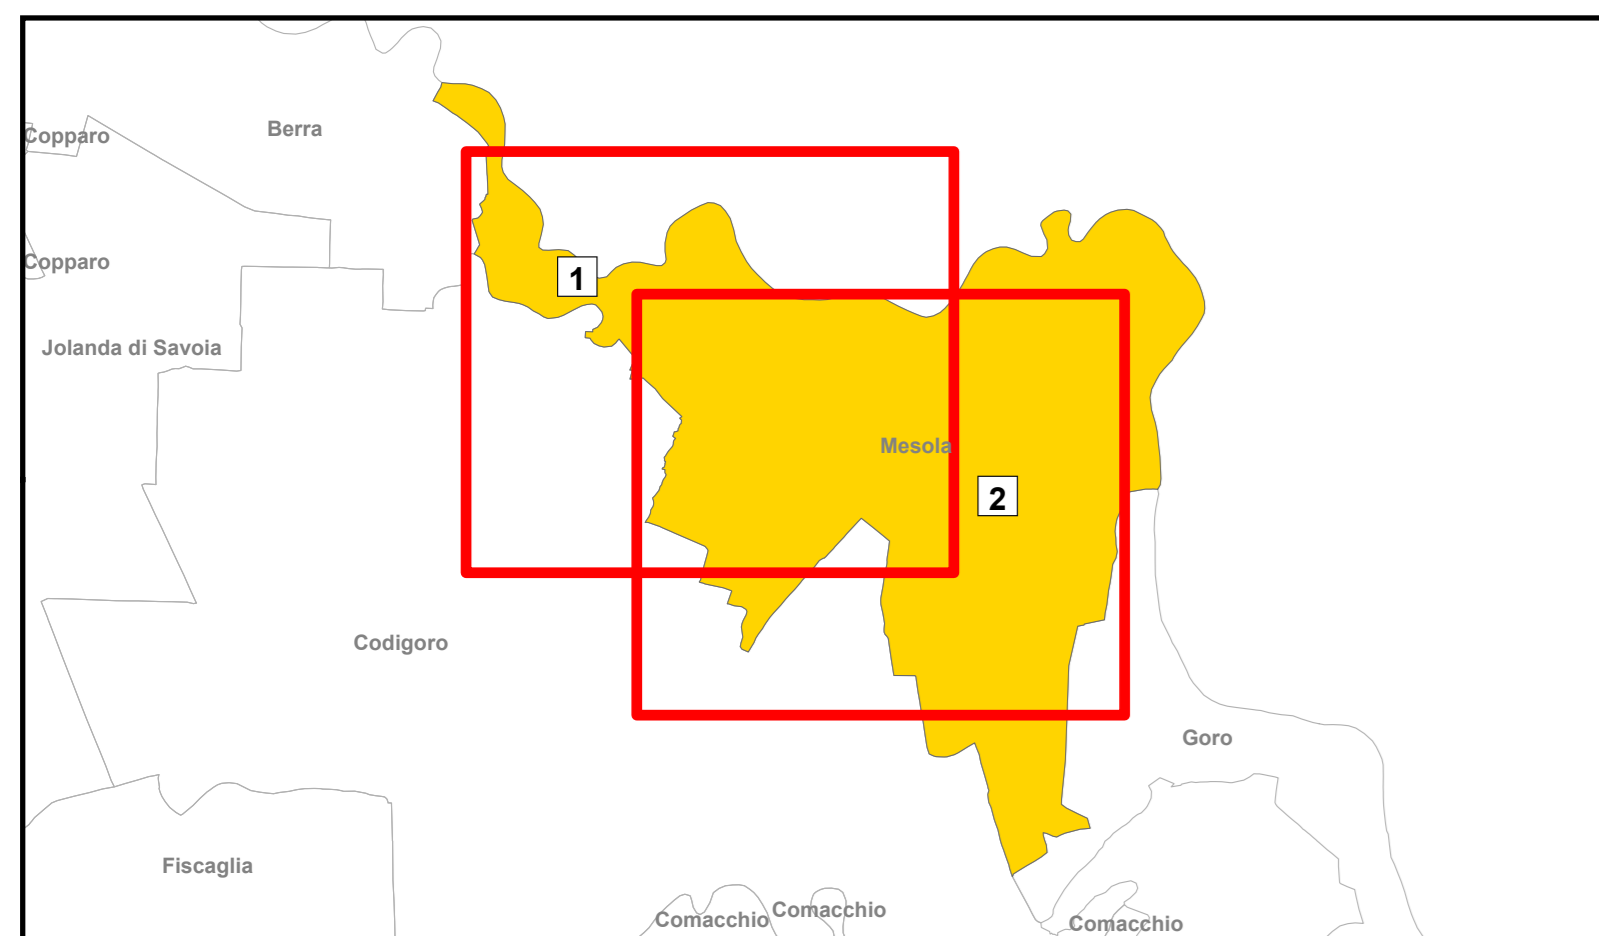 Berra
Copparo
Copparo
1
Jolanda di Savoia
Mesola
2
Codigoro
Goro
Fiscaglia
Comacchio
Comacchio
Comacchio